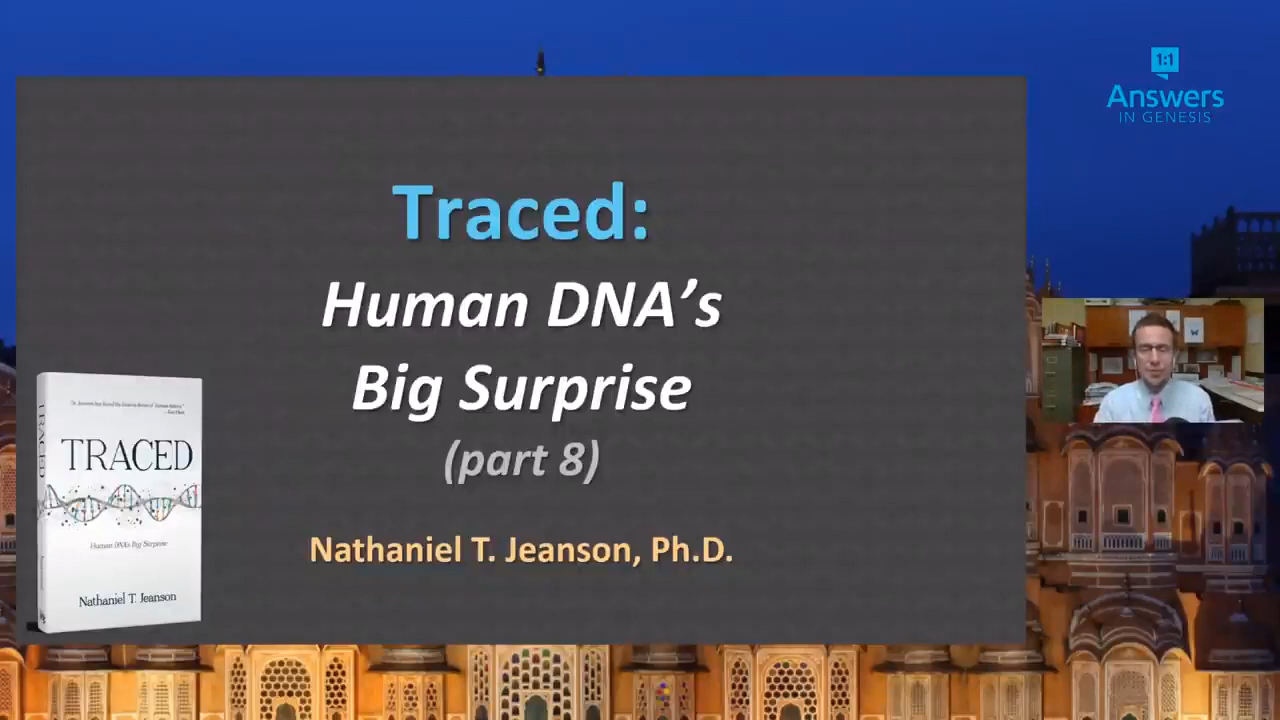 1:1
Answers
IN GENESIS
Traced:
Human DNA's
Big Surprise
(part 8)
Nathaniel T. Jeanson, Ph.D.
TRACED
TRACED
Human DNA's Big Surprise
Nathaniel T. Jeanson